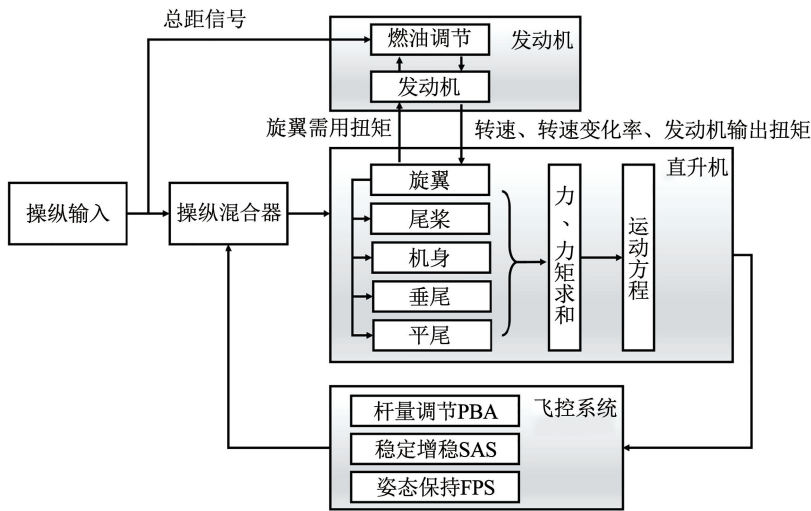 总距信号
燃油调节
发动机
发动机
旋翼需用扭矩
转速、转速变化率、发动机输出扭矩
直升机
操纵输入
操纵混合器
旋翼
尾桨
机身
垂尾
平尾
力、力矩求和
运动方程
飞控系统
杆量调节PBA
稳定增稳SAS
姿态保持FPS